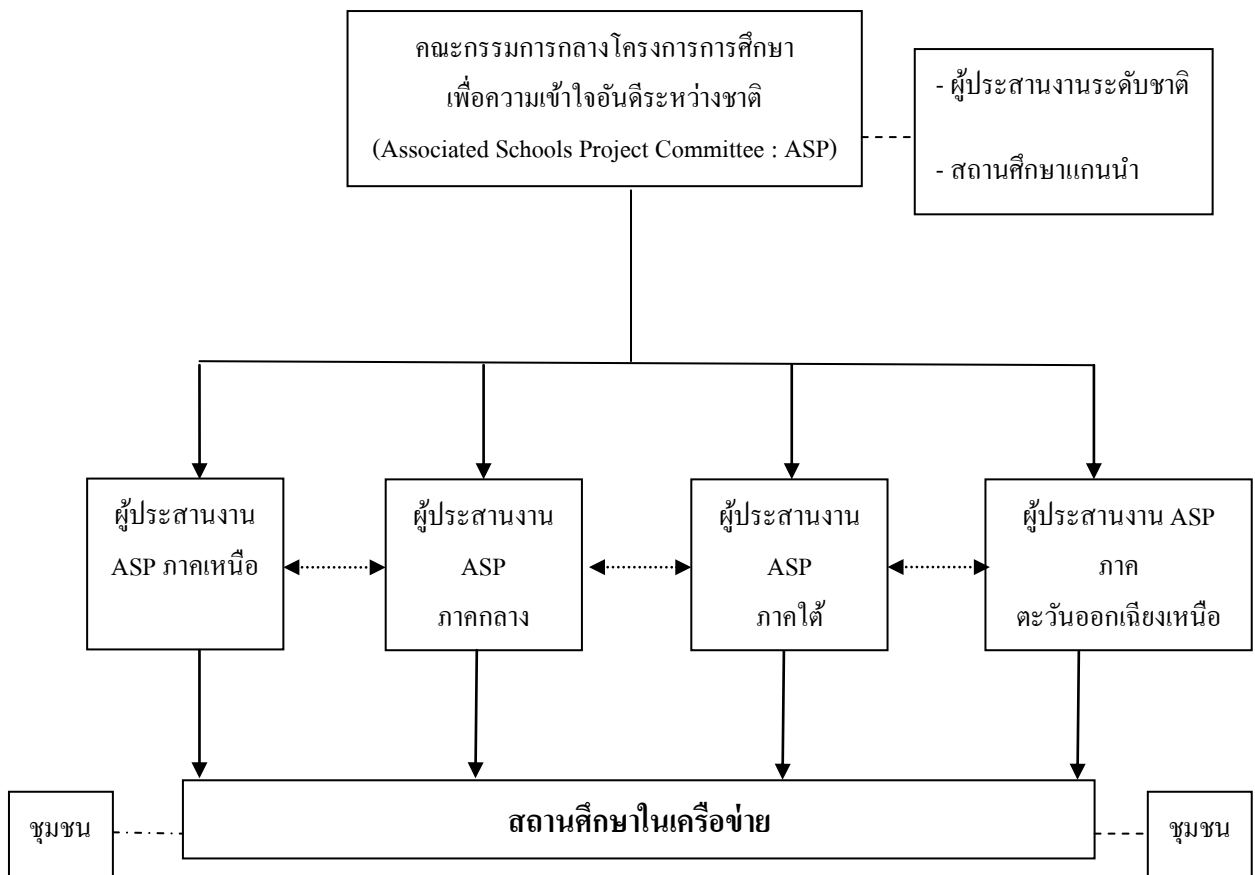 คณะกรรมการกลางโครงการการศึกษา
เพื่อความเข้าใจอันดีระหว่างชาติ
(Associated Schools Project Committee : ASP)
- ผู้ประสานงานระดับชาติ
- สถานศึกษาแกนนำ
ผู้ประสานงาน
ASP ภาคเหนือ
ผู้ประสานงาน
ASP
ภาคกลาง
ผู้ประสานงาน
ASP
ภาคใต้
ผู้ประสานงาน ASP
ภาค
ตะวันออกเฉียงเหนือ
ชุมชน
สถานศึกษาในเครือข่าย
ชุมชน